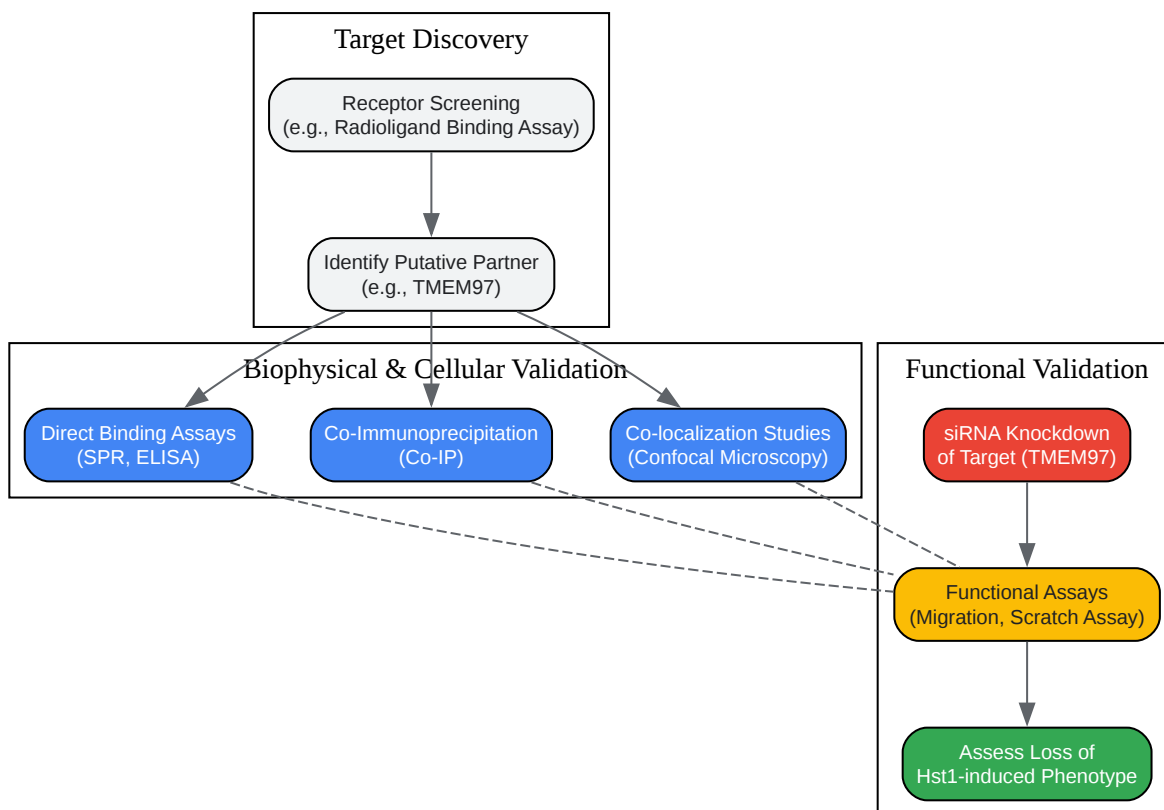 Target Discovery
Receptor Screening
(e.g., Radioligand Binding Assay)
Identify Putative Partner
(e.g., TMEM97)
Biophysical & Cellular Validation
Direct Binding Assays
(SPR, ELISA)
Co-Immunoprecipitation
(Co-IP)
Co-localization Studies
(Confocal Microscopy)
Functional Validation
siRNA Knockdown
of Target (TMEM97)
Functional Assays
(Migration, Scratch Assay)
Assess Loss of
Hst1-induced Phenotype